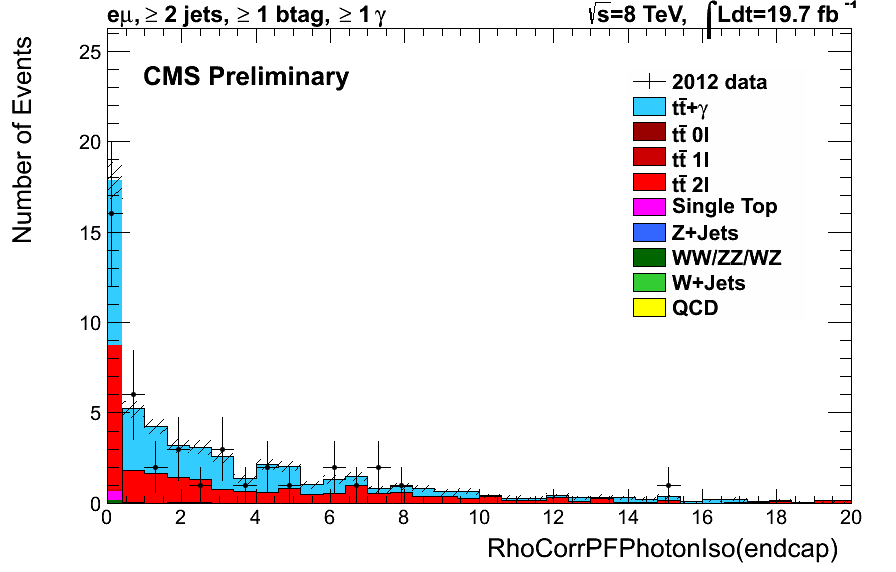 eμ, ≥ 2 jets, ≥ 1 btag, ≥ 1 γ
√s=8 TeV, ∫Ldt=19.7 fb⁻¹
CMS Preliminary
2012 data
tt̄+γ
tt̄ 0l
tt̄ 1l
tt̄ 2l
Single Top
Z+Jets
WW/ZZ/WZ
W+Jets
QCD
Number of Events
25
20
15
10
5
0
0 2 4 6 8 10 12 14 16 18 20
RhoCorrPFPhotonIso(endcap)